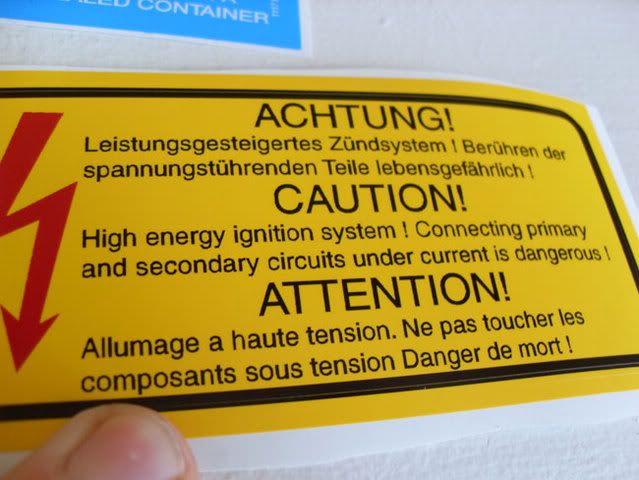 CONTAINER
ACHTUNG!
Leistungsgesteigertes Zündsystem ! Berühren der
spannungstührenden Teile lebensgefährlich !
CAUTION!
High energy ignition system ! Connecting primary
and secondary circuits under current is dangerous !
ATTENTION!
Allumage a haute tension. Ne pas toucher les
composants sous tension Danger de mort !